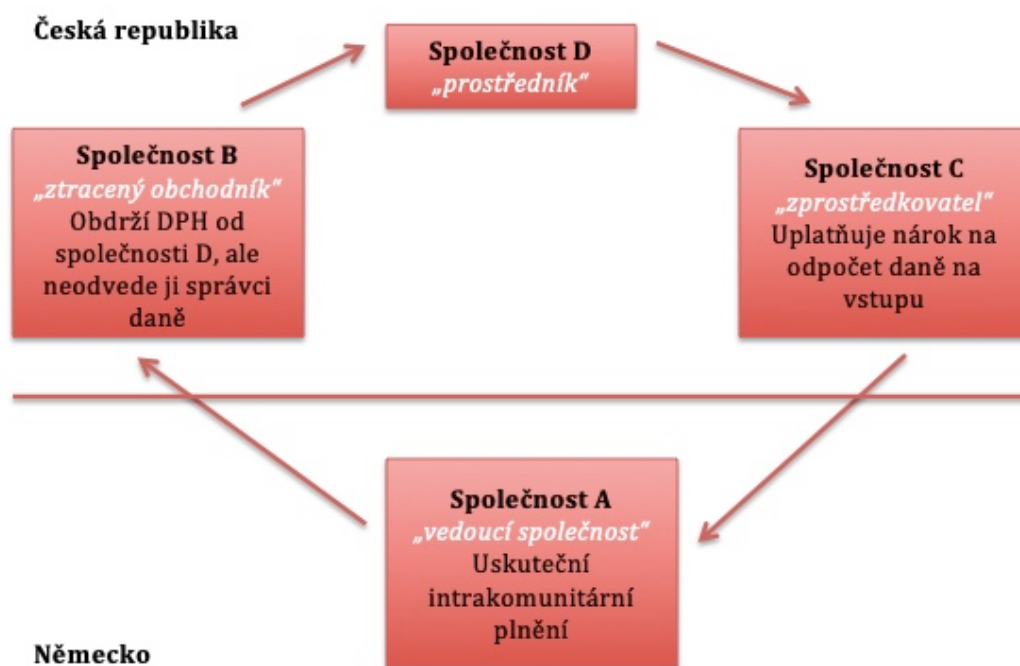 Česká republika
Společnost D
„prostředník“
Společnost B
„ztracený obchodník“
Obdrží DPH od
společnosti D, ale
neodvede ji správci
daně
Společnost C
„zprostředkovatel“
Uplatňuje nárok na
odpočet daně na
vstupu
Společnost A
„vedoucí společnost“
Uskuteční
intrakomunitární
plnění
Německo